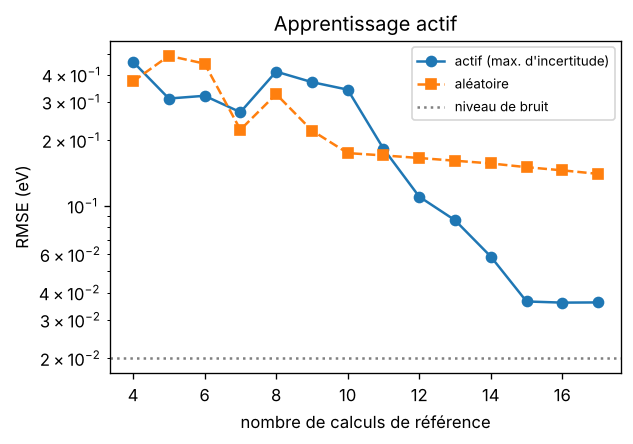 Apprentissage actif
actif (max. d'incertitude)
aléatoire
niveau de bruit
RMSE (eV)
4 × 10⁻¹
3 × 10⁻¹
2 × 10⁻¹
10⁻¹
6 × 10⁻²
4 × 10⁻²
3 × 10⁻²
2 × 10⁻²
4 6 8 10 12 14 16
nombre de calculs de référence